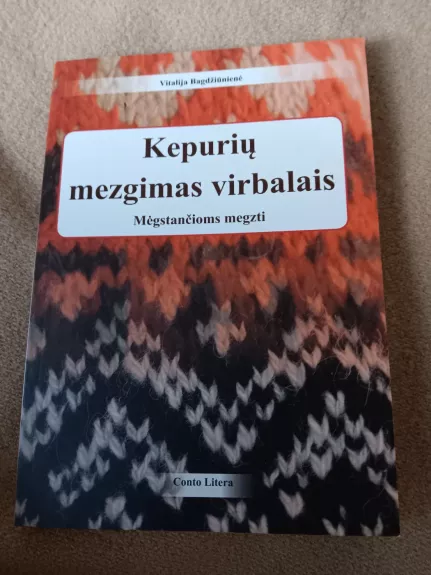 Vitalija Bagdžiūnienė
Kepurių
mezgimas virbalais
Mėgstančioms megzti
Conto Litera